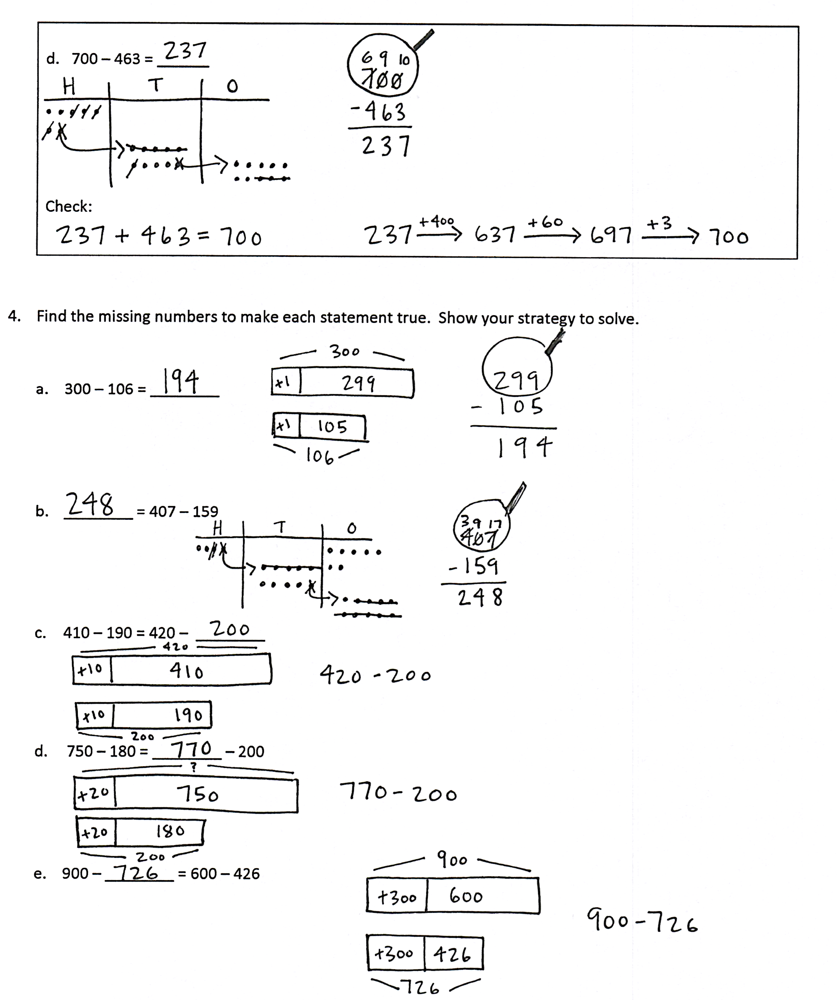 d. 700 – 463 = 237
H T O
6 9 10
700
- 463
237
Check:
237 + 463 = 700
237 +400 → 637 +60 → 697 +3 → 700
4. Find the missing numbers to make each statement true. Show your strategy to solve.
a. 300 – 106 = 194
300
+1 299
+1 105
106
299
- 105
194
b. 248 = 407 – 159
H T O
3 9 17
407
- 159
248
c. 410 – 190 = 420 – 200
420
+10 410
+10 190
200
420 - 200
d. 750 – 180 = 770 – 200
?
+20 750
+20 180
200
770 - 200
e. 900 – 726 = 600 – 426
900
+300 600
+300 426
726
900 - 726